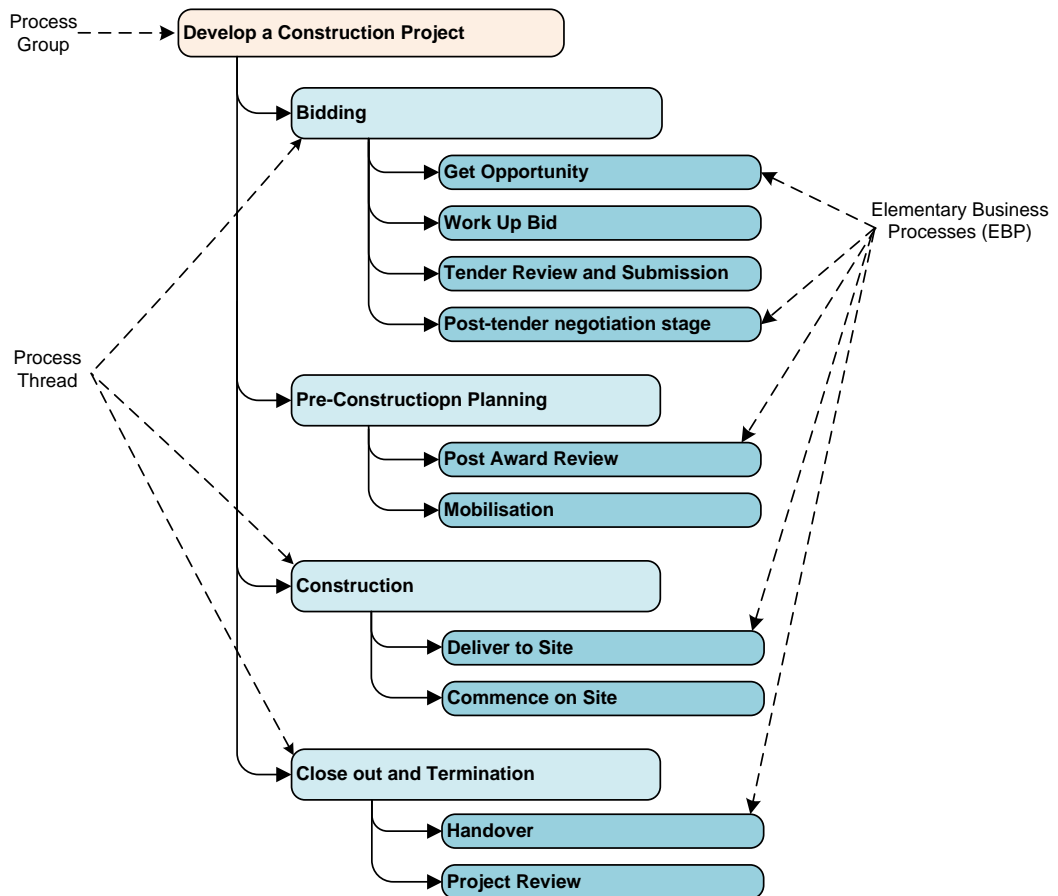 Process
Group
Develop a Construction Project
Bidding
Get Opportunity
Work Up Bid
Elementary Business
Processes (EBP)
Tender Review and Submission
Post-tender negotiation stage
Process
Thread
Pre-Constructiopn Planning
Post Award Review
Mobilisation
Construction
Deliver to Site
Commence on Site
Close out and Termination
Handover
Project Review